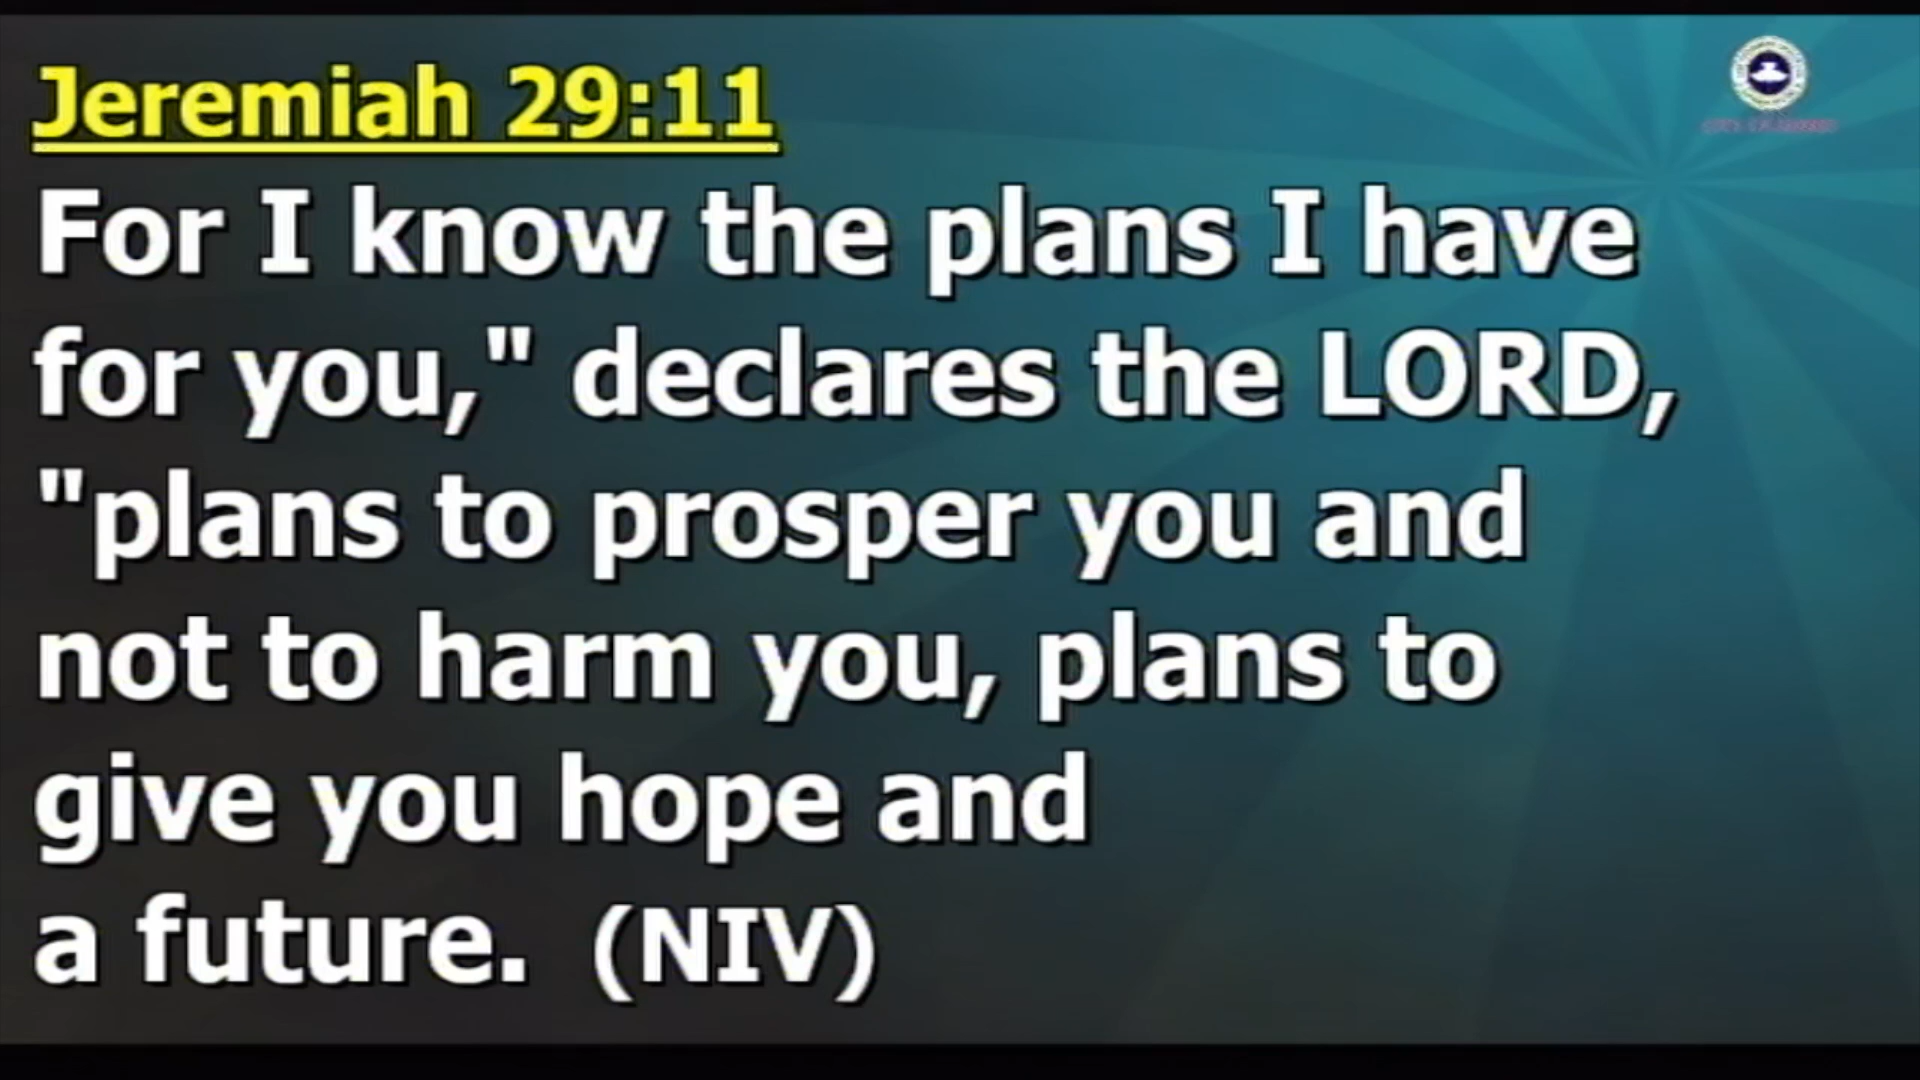 Jeremiah 29:11
For I know the plans I have
for you," declares the LORD,
"plans to prosper you and
not to harm you, plans to
give you hope and
a future. (NIV)